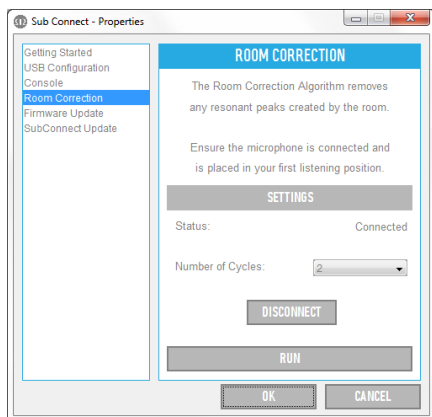 Sub Connect - Properties
Getting Started
USB Configuration
Console
Room Correction
Firmware Update
SubConnect Update
ROOM CORRECTION
The Room Correction Algorithm removes
any resonant peaks created by the room.
Ensure the microphone is connected and
is placed in your first listening position.
SETTINGS
Status: Connected
Number of Cycles: 2
DISCONNECT
RUN
OK CANCEL